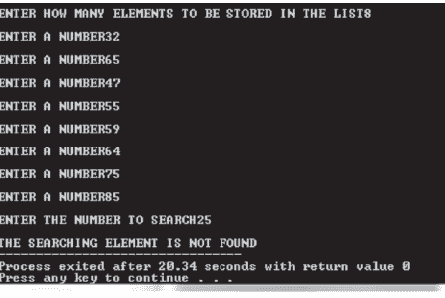 ENTER HOW MANY ELEMENTS TO BE STORED IN THE LIST8
ENTER A NUMBER32
ENTER A NUMBER65
ENTER A NUMBER47
ENTER A NUMBER55
ENTER A NUMBER59
ENTER A NUMBER64
ENTER A NUMBER75
ENTER A NUMBER85
ENTER THE NUMBER TO SEARCH25
THE SEARCHING ELEMENT IS NOT FOUND
--------------------------------
Process exited after 20.34 seconds with return value 0
Press any key to continue . . .